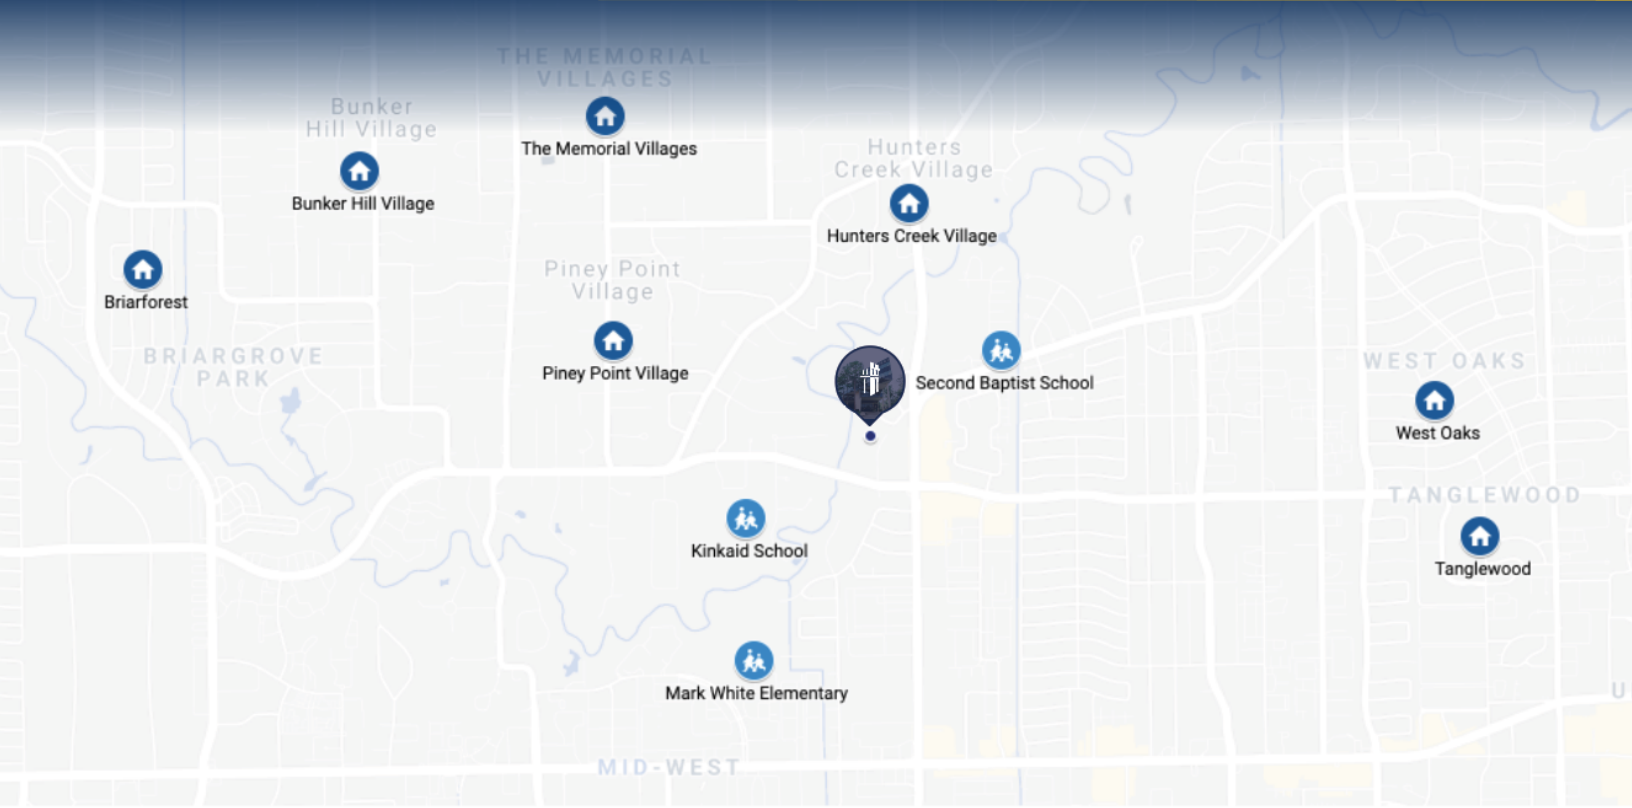 THE MEMORIAL
VILLAGES
Bunker
Hill Village
The Memorial Villages
Hunters
Creek Village
Bunker Hill Village
Hunters Creek Village
Piney Point
Village
Briarforest
BRIARGROVE
PARK
Piney Point Village
Second Baptist School
WEST OAKS
West Oaks
TANGLEWOOD
Kinkaid School
Tanglewood
Mark White Elementary
U
MID-WEST